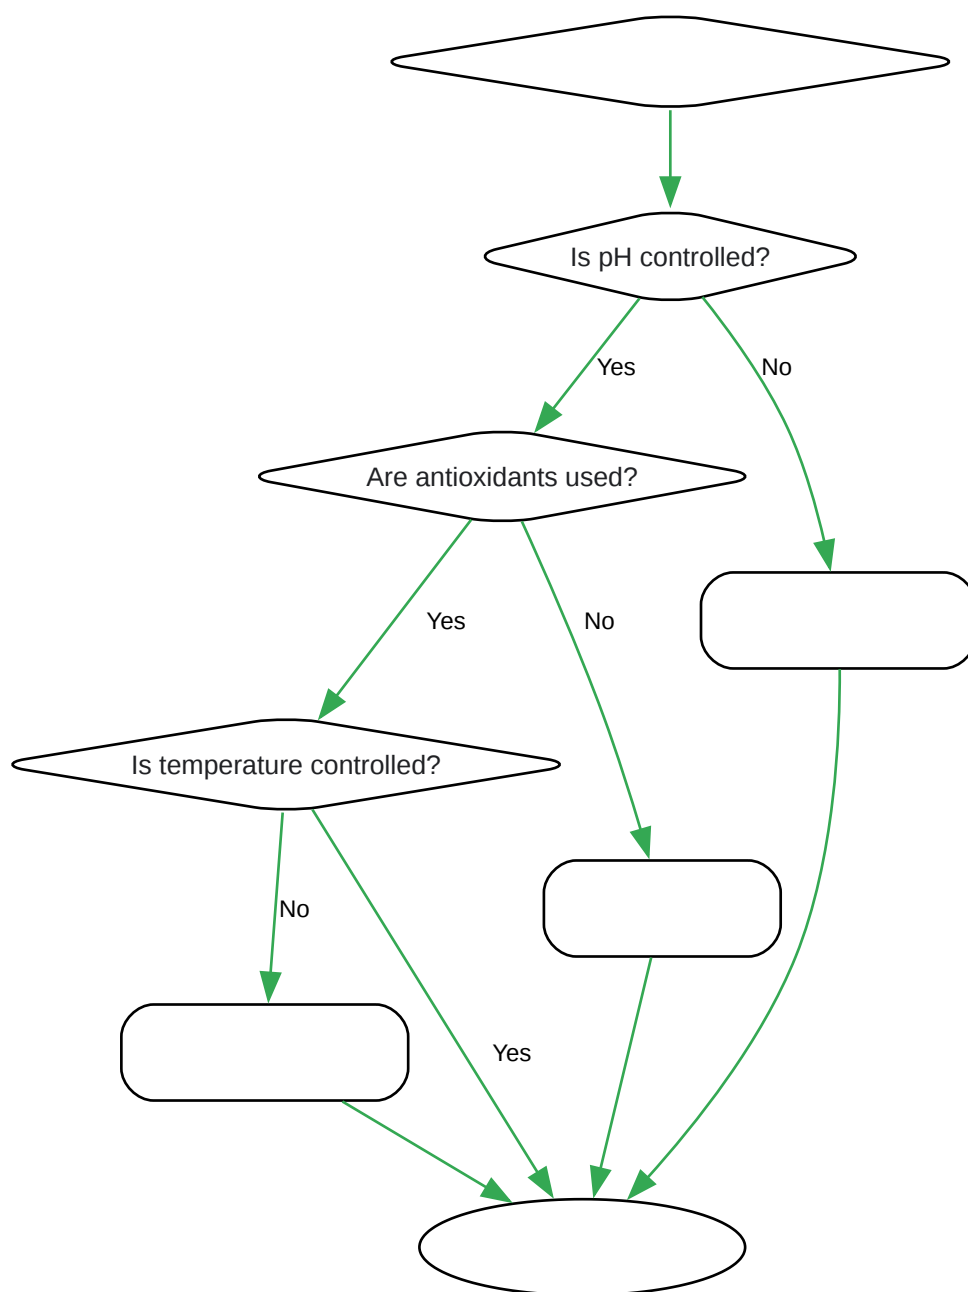 Is pH controlled?
Yes
No
Are antioxidants used?
Yes
No
Is temperature controlled?
No
Yes